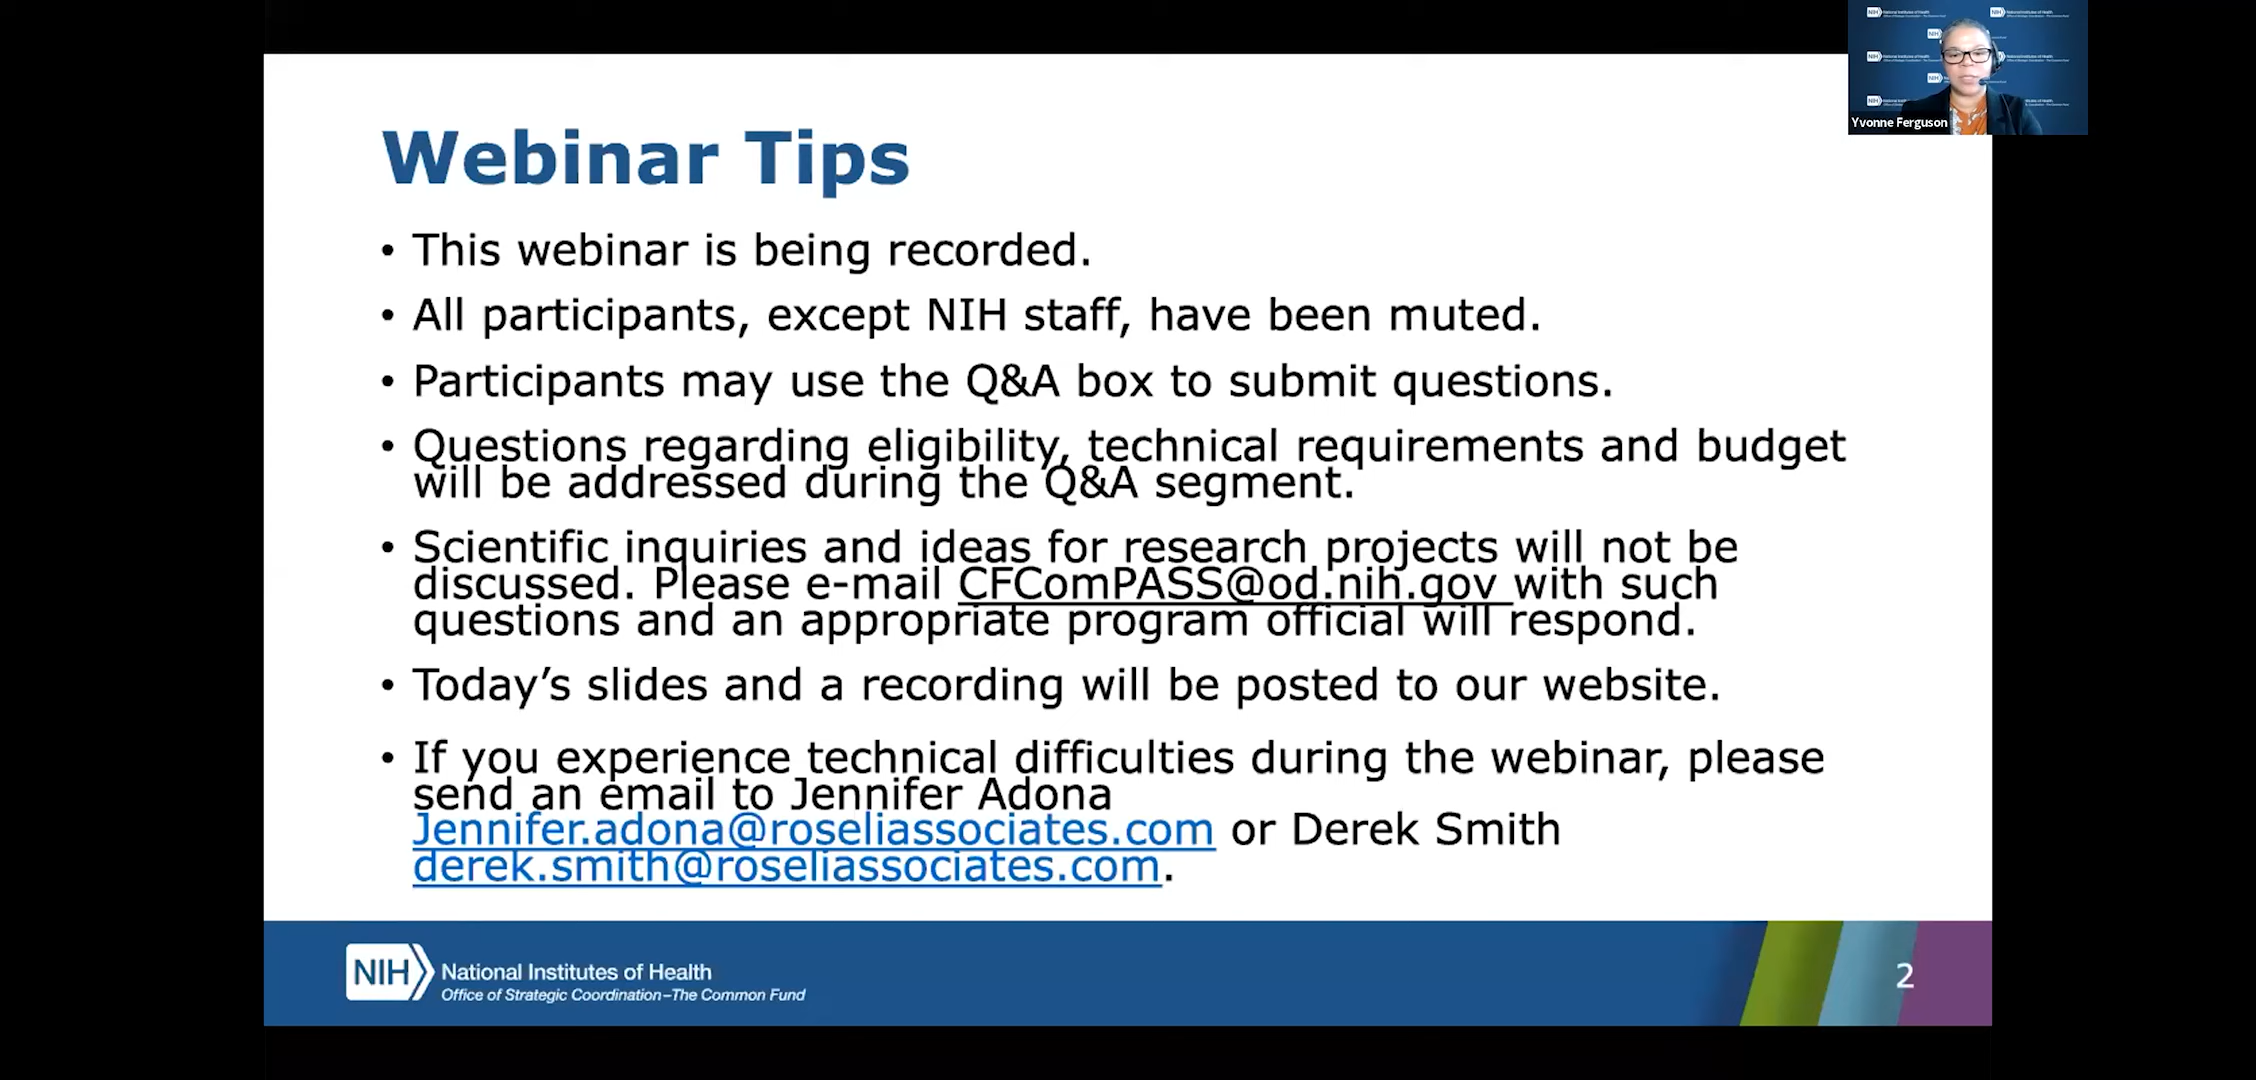 Yvonne Ferguson
Webinar Tips
• This webinar is being recorded.
• All participants, except NIH staff, have been muted.
• Participants may use the Q&A box to submit questions.
• Questions regarding eligibility, technical requirements and budget
will be addressed during the Q&A segment.
• Scientific inquiries and ideas for research projects will not be
discussed. Please e-mail CFComPASS@od.nih.gov with such
questions and an appropriate program official will respond.
• Today’s slides and a recording will be posted to our website.
• If you experience technical difficulties during the webinar, please
send an email to Jennifer Adona
Jennifer.adona@roseliassociates.com or Derek Smith
derek.smith@roseliassociates.com.
NIH National Institutes of Health
Office of Strategic Coordination–The Common Fund
2